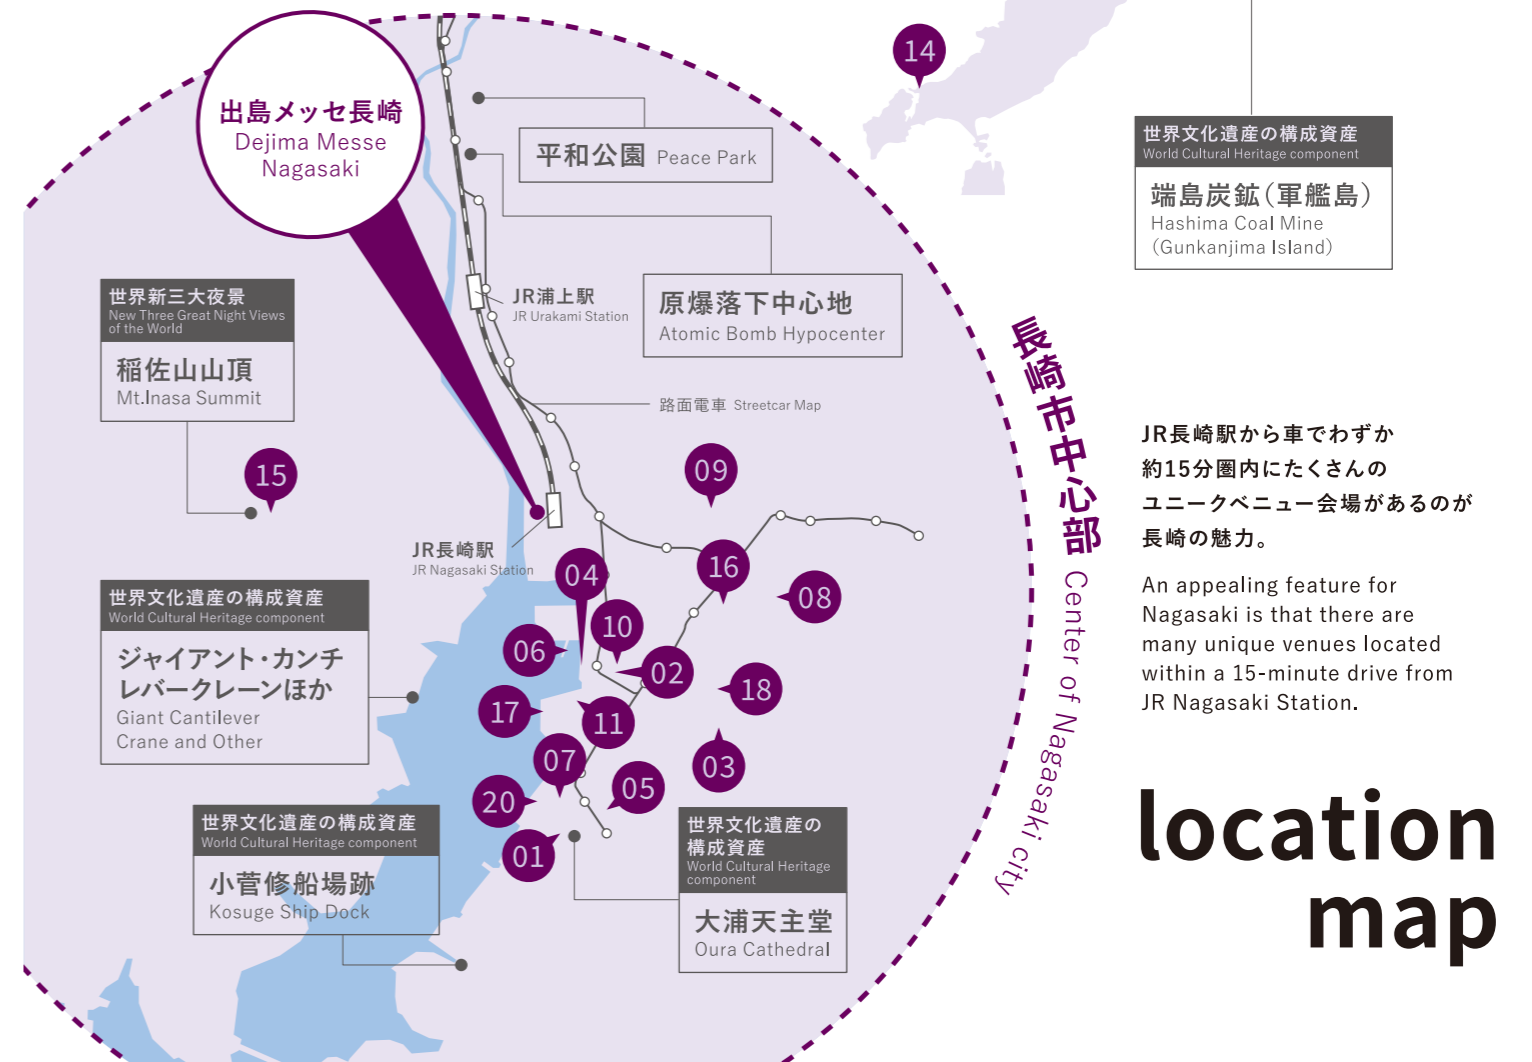 出島メッセ長崎
Dejima Messe
Nagasaki
平和公園 Peace Park
14
世界文化遺産の構成資産
World Cultural Heritage component
端島炭鉱(軍艦島)
Hashima Coal Mine
(Gunkanjima Island)
世界新三大夜景
New Three Great Night Views
of the World
稲佐山山頂
Mt.Inasa Summit
JR浦上駅
JR Urakami Station
原爆落下中心地
Atomic Bomb Hypocenter
路面電車 Streetcar Map
15
09
JR長崎駅
JR Nagasaki Station
04
16
08
10
06
02
18
17
11
07
03
05
20
01
世界文化遺産の構成資産
World Cultural Heritage component
ジャイアント・カンチ
レバークレーンほか
Giant Cantilever
Crane and Other
世界文化遺産の構成資産
World Cultural Heritage component
小菅修船場跡
Kosuge Ship Dock
世界文化遺産の
構成資産
World Cultural Heritage
component
大浦天主堂
Oura Cathedral
長崎市中心部 Center of Nagasaki city
JR長崎駅から車でわずか
約15分圏内にたくさんの
ユニークベニュー会場があるのが
長崎の魅力。
An appealing feature for
Nagasaki is that there are
many unique venues located
within a 15-minute drive from
JR Nagasaki Station.
location
map